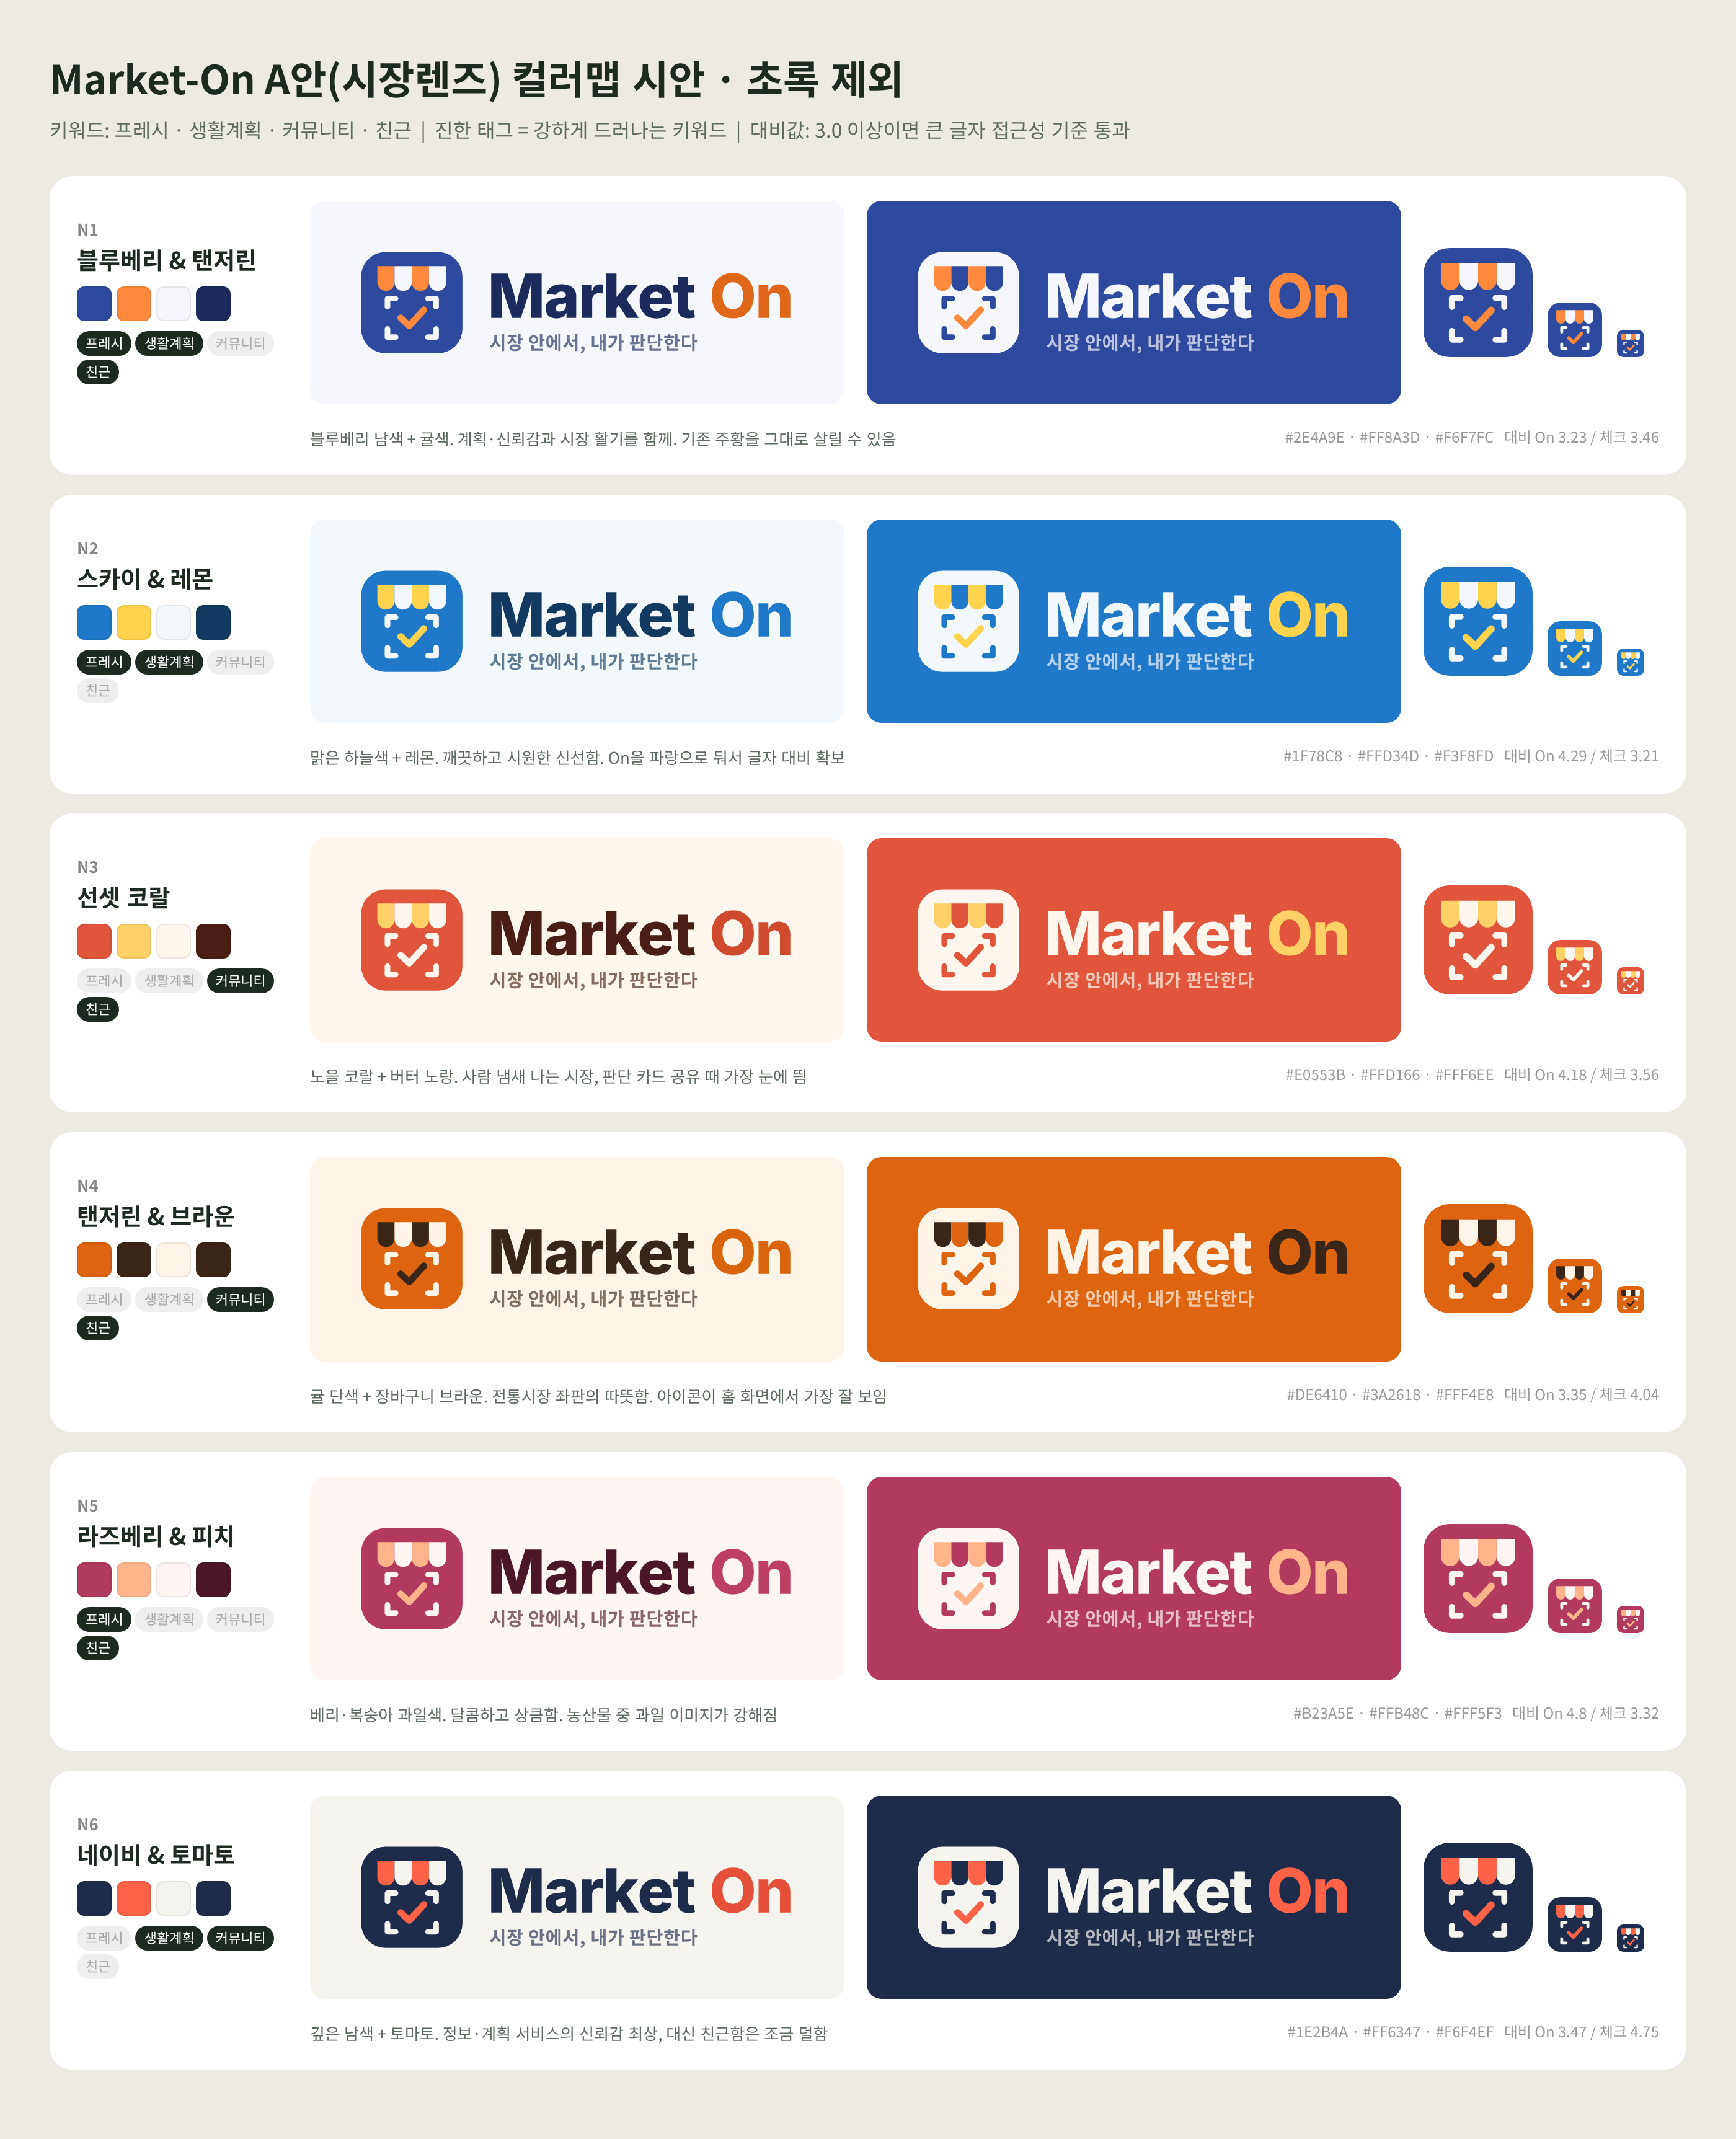 Market-On A안(시장렌즈) 컬러맵 시안 · 초록 제외
키워드: 프레시 · 생활계획 · 커뮤니티 · 친근 | 진한 태그 = 강하게 드러나는 키워드 | 대비값: 3.0 이상이면 큰 글자 접근성 기준 통과
N1
블루베리 & 탠저린
프레시 생활계획 커뮤니티
친근
Market On
시장 안에서, 내가 판단한다
Market On
시장 안에서, 내가 판단한다
블루베리 남색 + 귤색. 계획·신뢰감과 시장 활기를 함께. 기존 주황을 그대로 살릴 수 있음
#2E4A9E · #FF8A3D · #F6F7FC 대비 On 3.23 / 체크 3.46
N2
스카이 & 레몬
프레시 생활계획 커뮤니티
친근
Market On
시장 안에서, 내가 판단한다
Market On
시장 안에서, 내가 판단한다
맑은 하늘색 + 레몬. 깨끗하고 시원한 신선함. On을 파랑으로 둬서 글자 대비 확보
#1F78C8 · #FFD34D · #F3F8FD 대비 On 4.29 / 체크 3.21
N3
선셋 코랄
프레시 생활계획 커뮤니티
친근
Market On
시장 안에서, 내가 판단한다
Market On
시장 안에서, 내가 판단한다
노을 코랄 + 버터 노랑. 사람 냄새 나는 시장, 판단 카드 공유 때 가장 눈에 띔
#E0553B · #FFD166 · #FFF6EE 대비 On 4.18 / 체크 3.56
N4
탠저린 & 브라운
프레시 생활계획 커뮤니티
친근
Market On
시장 안에서, 내가 판단한다
Market On
시장 안에서, 내가 판단한다
귤 단색 + 장바구니 브라운. 전통시장 좌판의 따뜻함. 아이콘이 홈 화면에서 가장 잘 보임
#DE6410 · #3A2618 · #FFF4E8 대비 On 3.35 / 체크 4.04
N5
라즈베리 & 피치
프레시 생활계획 커뮤니티
친근
Market On
시장 안에서, 내가 판단한다
Market On
시장 안에서, 내가 판단한다
베리·복숭아 과일색. 달콤하고 상큼함. 농산물 중 과일 이미지가 강해짐
#B23A5E · #FFB48C · #FFF5F3 대비 On 4.8 / 체크 3.32
N6
네이비 & 토마토
프레시 생활계획 커뮤니티
친근
Market On
시장 안에서, 내가 판단한다
Market On
시장 안에서, 내가 판단한다
깊은 남색 + 토마토. 정보·계획 서비스의 신뢰감 최상, 대신 친근함은 조금 덜함
#1E2B4A · #FF6347 · #F6F4EF 대비 On 3.47 / 체크 4.75